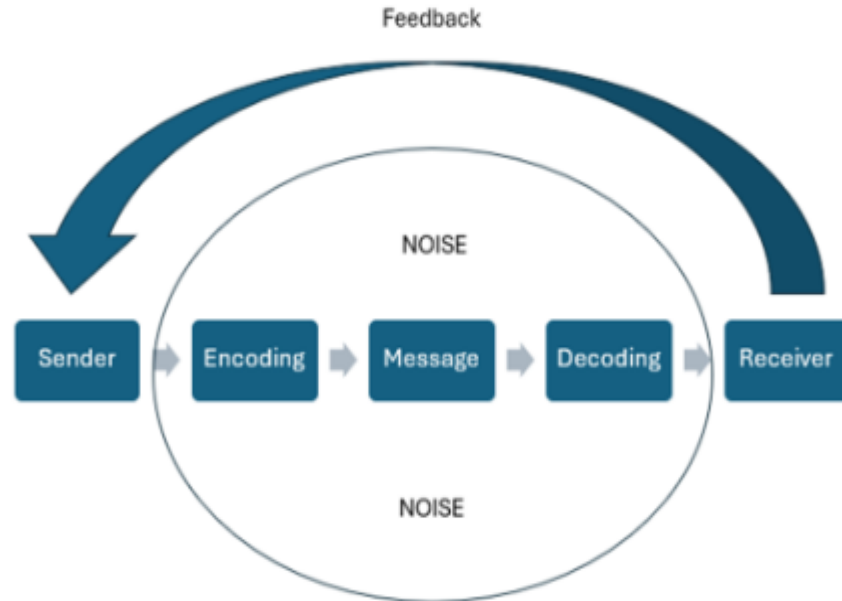 Feedback
NOISE
Sender
Encoding
Message
Decoding
Receiver
NOISE